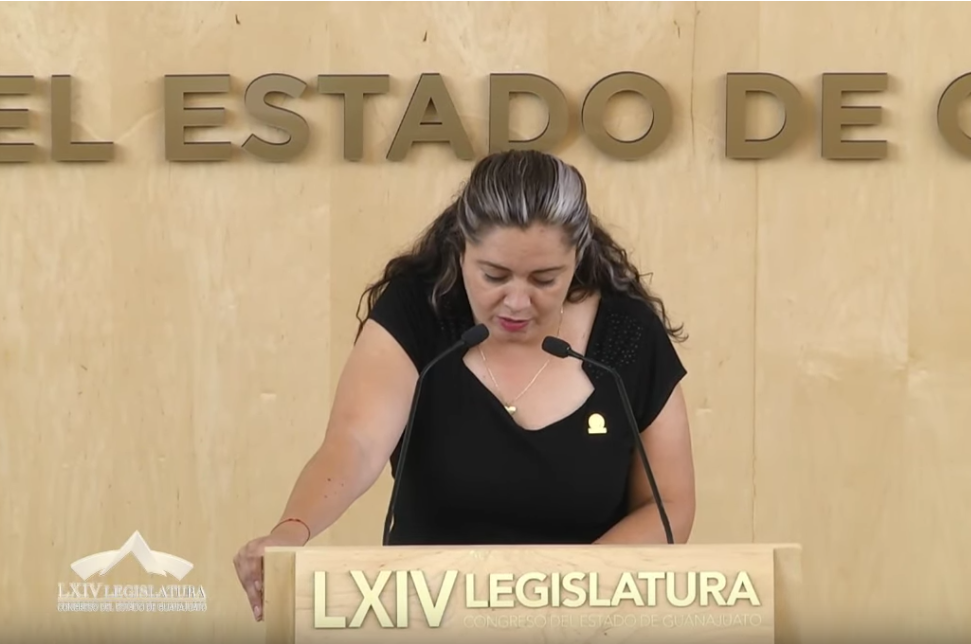 EL ESTADO DE
LXIV LEGISLATURA
CONGRESO DEL ESTADO DE GUANAJUATO
LXIV LEGISLATURA
CONGRESO DEL ESTADO DE GUANAJUATO